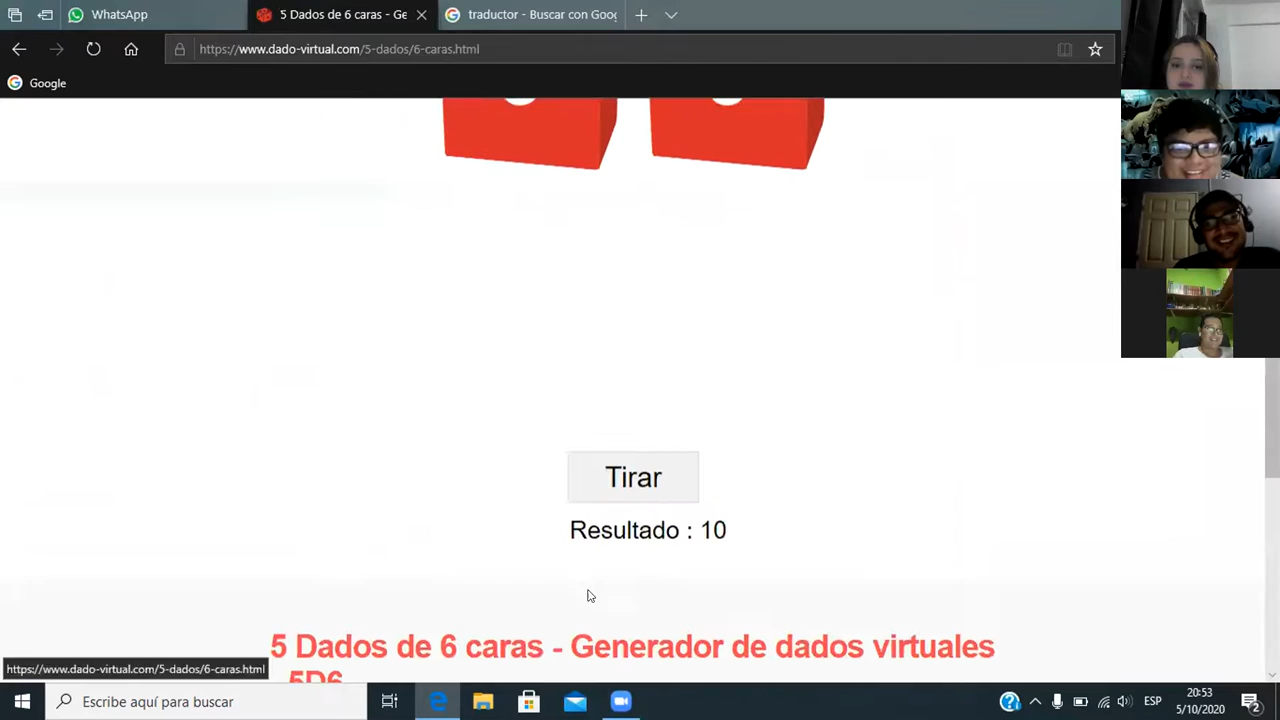 WhatsApp
5 Dados de 6 caras - Ge
traductor - Buscar con Goog
https://www.dado-virtual.com/5-dados/6-caras.html
Google
Tirar
Resultado : 10
5 Dados de 6 caras - Generador de dados virtuales
5D6
https://www.dado-virtual.com/5-dados/6-caras.html
Escribe aquí para buscar
ESP
20:53
5/10/2020
2